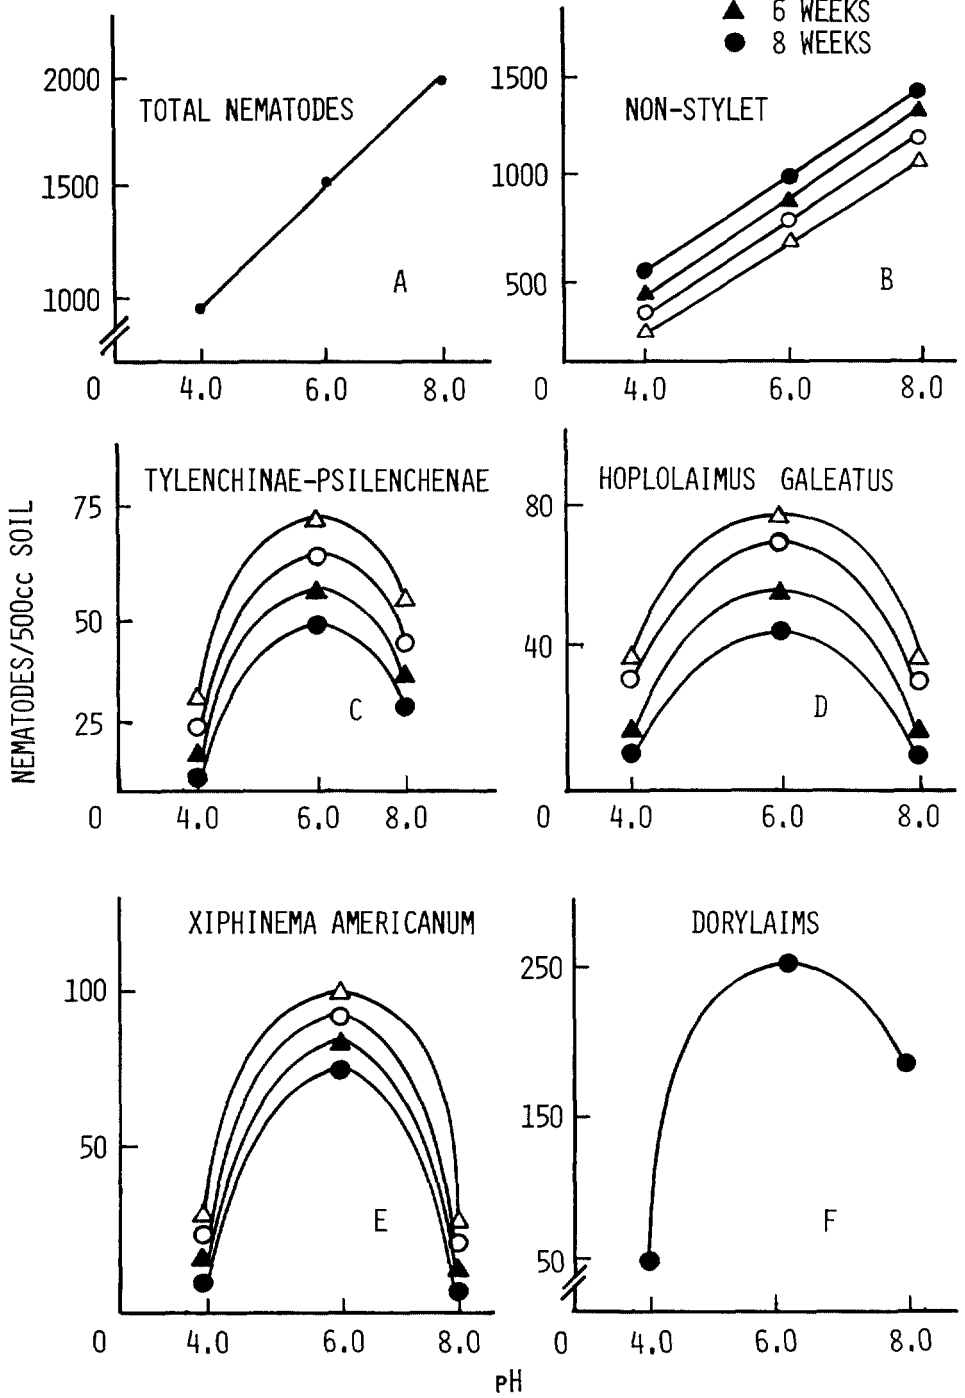 6 WEEKS
8 WEEKS
2000
1500
1000
0
4.0 6.0 8.0
TOTAL NEMATODES
A
1500
1000
500
0
4.0 6.0 8.0
NON-STYLET
B
NEMATODES/500cc SOIL
TYLENCHINAE-PSILENCHENAE
75
50
25
0
4.0 6.0 8.0
C
HOPLOLAIMUS GALEATUS
80
40
0
4.0 6.0 8.0
D
XIPHINEMA AMERICANUM
100
50
0
4.0 6.0 8.0
E
DORYLAIMS
250
150
50
0
4.0 6.0 8.0
F
pH